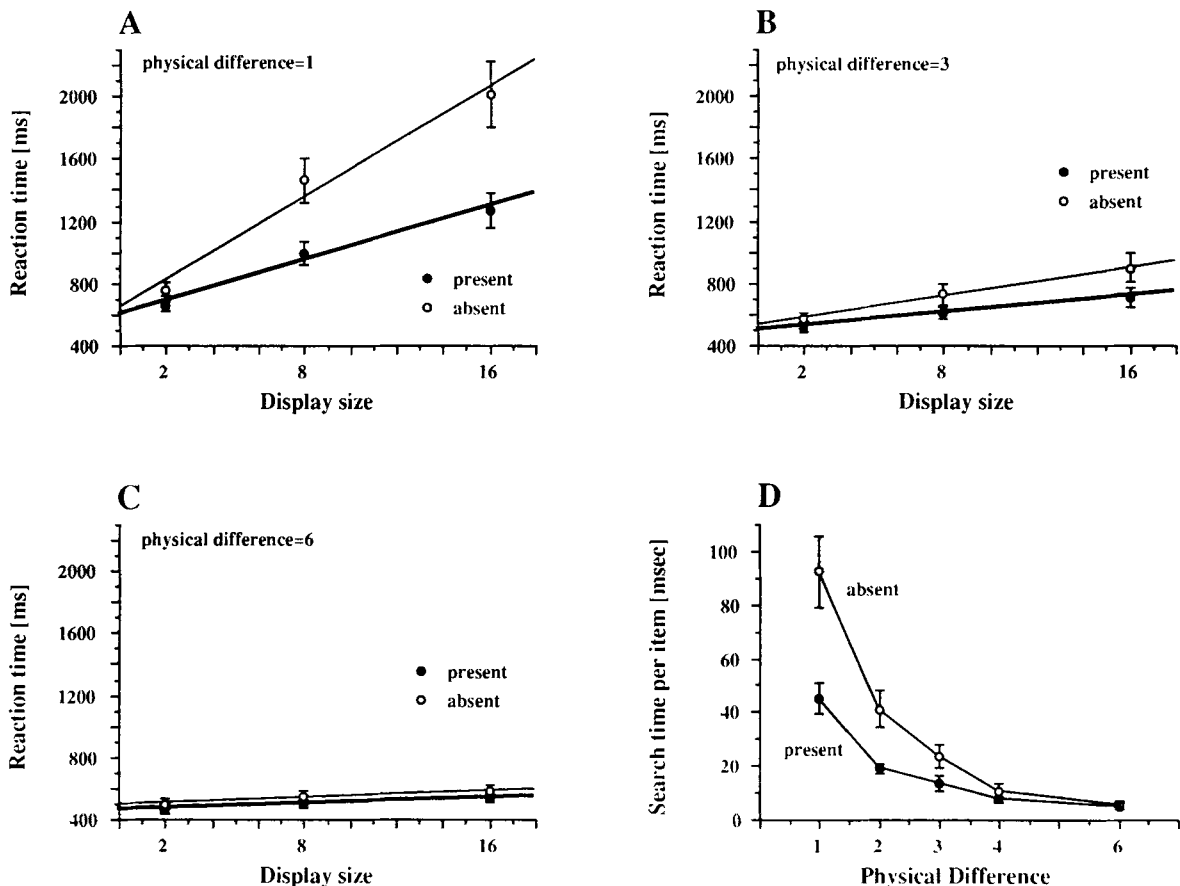 A
physical difference=1
Reaction time [ms]
2000
1600
1200
800
400
present
absent
2 8 16
Display size
B
physical difference=3
Reaction time [ms]
2000
1600
1200
800
400
present
absent
2 8 16
Display size
C
physical difference=6
Reaction time [ms]
2000
1600
1200
800
400
present
absent
2 8 16
Display size
D
Search time per item [msec]
100
80
60
40
20
0
absent
present
1 2 3 4 6
Physical Difference